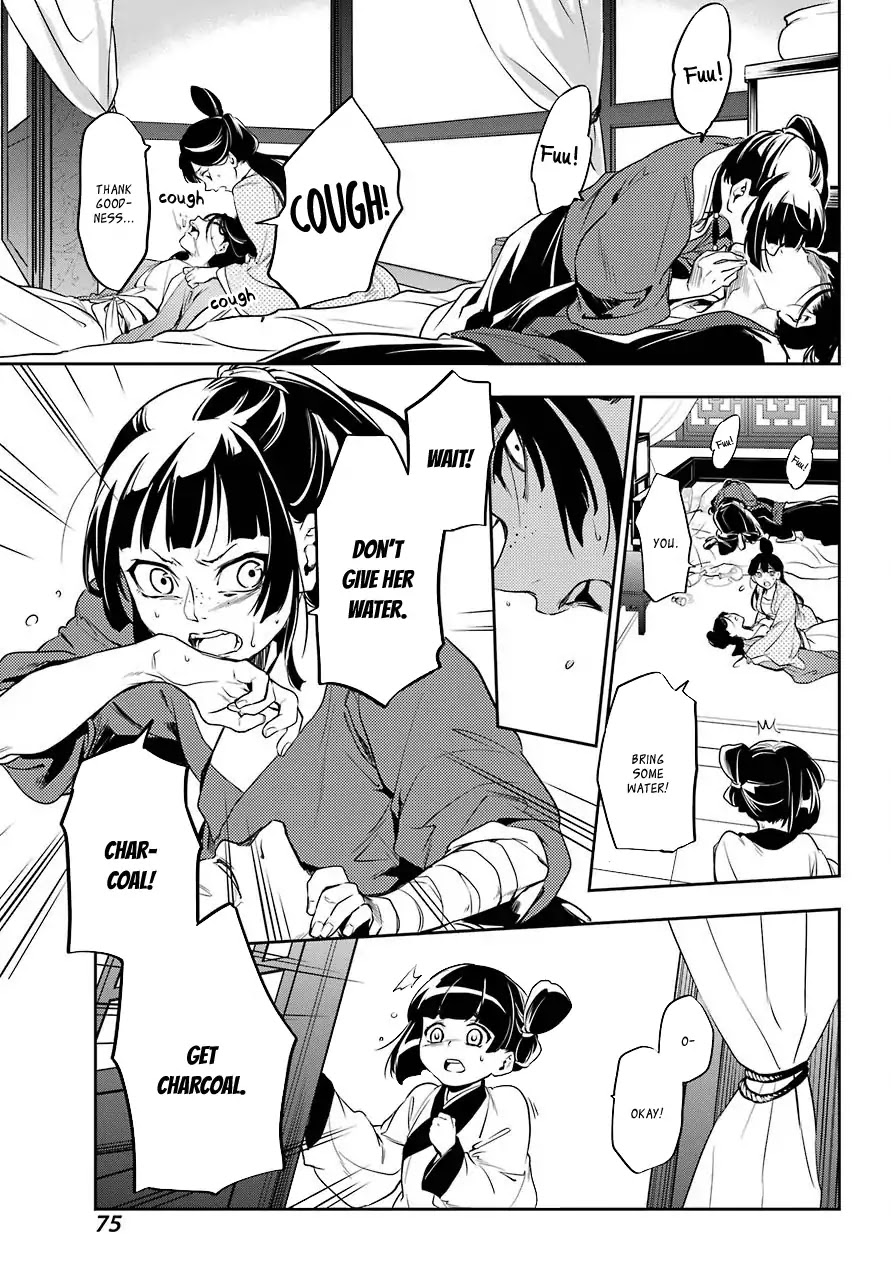 Fuu!
Fuu!
COUGH!
cough
cough
THANK
GOOD-
NESS...
Fuu!
Fuu!
YOU.
BRING
SOME
WATER!
WAIT!
DON'T
GIVE HER
WATER.
CHAR-
COAL!
GET
CHARCOAL.
O-
OKAY!
75